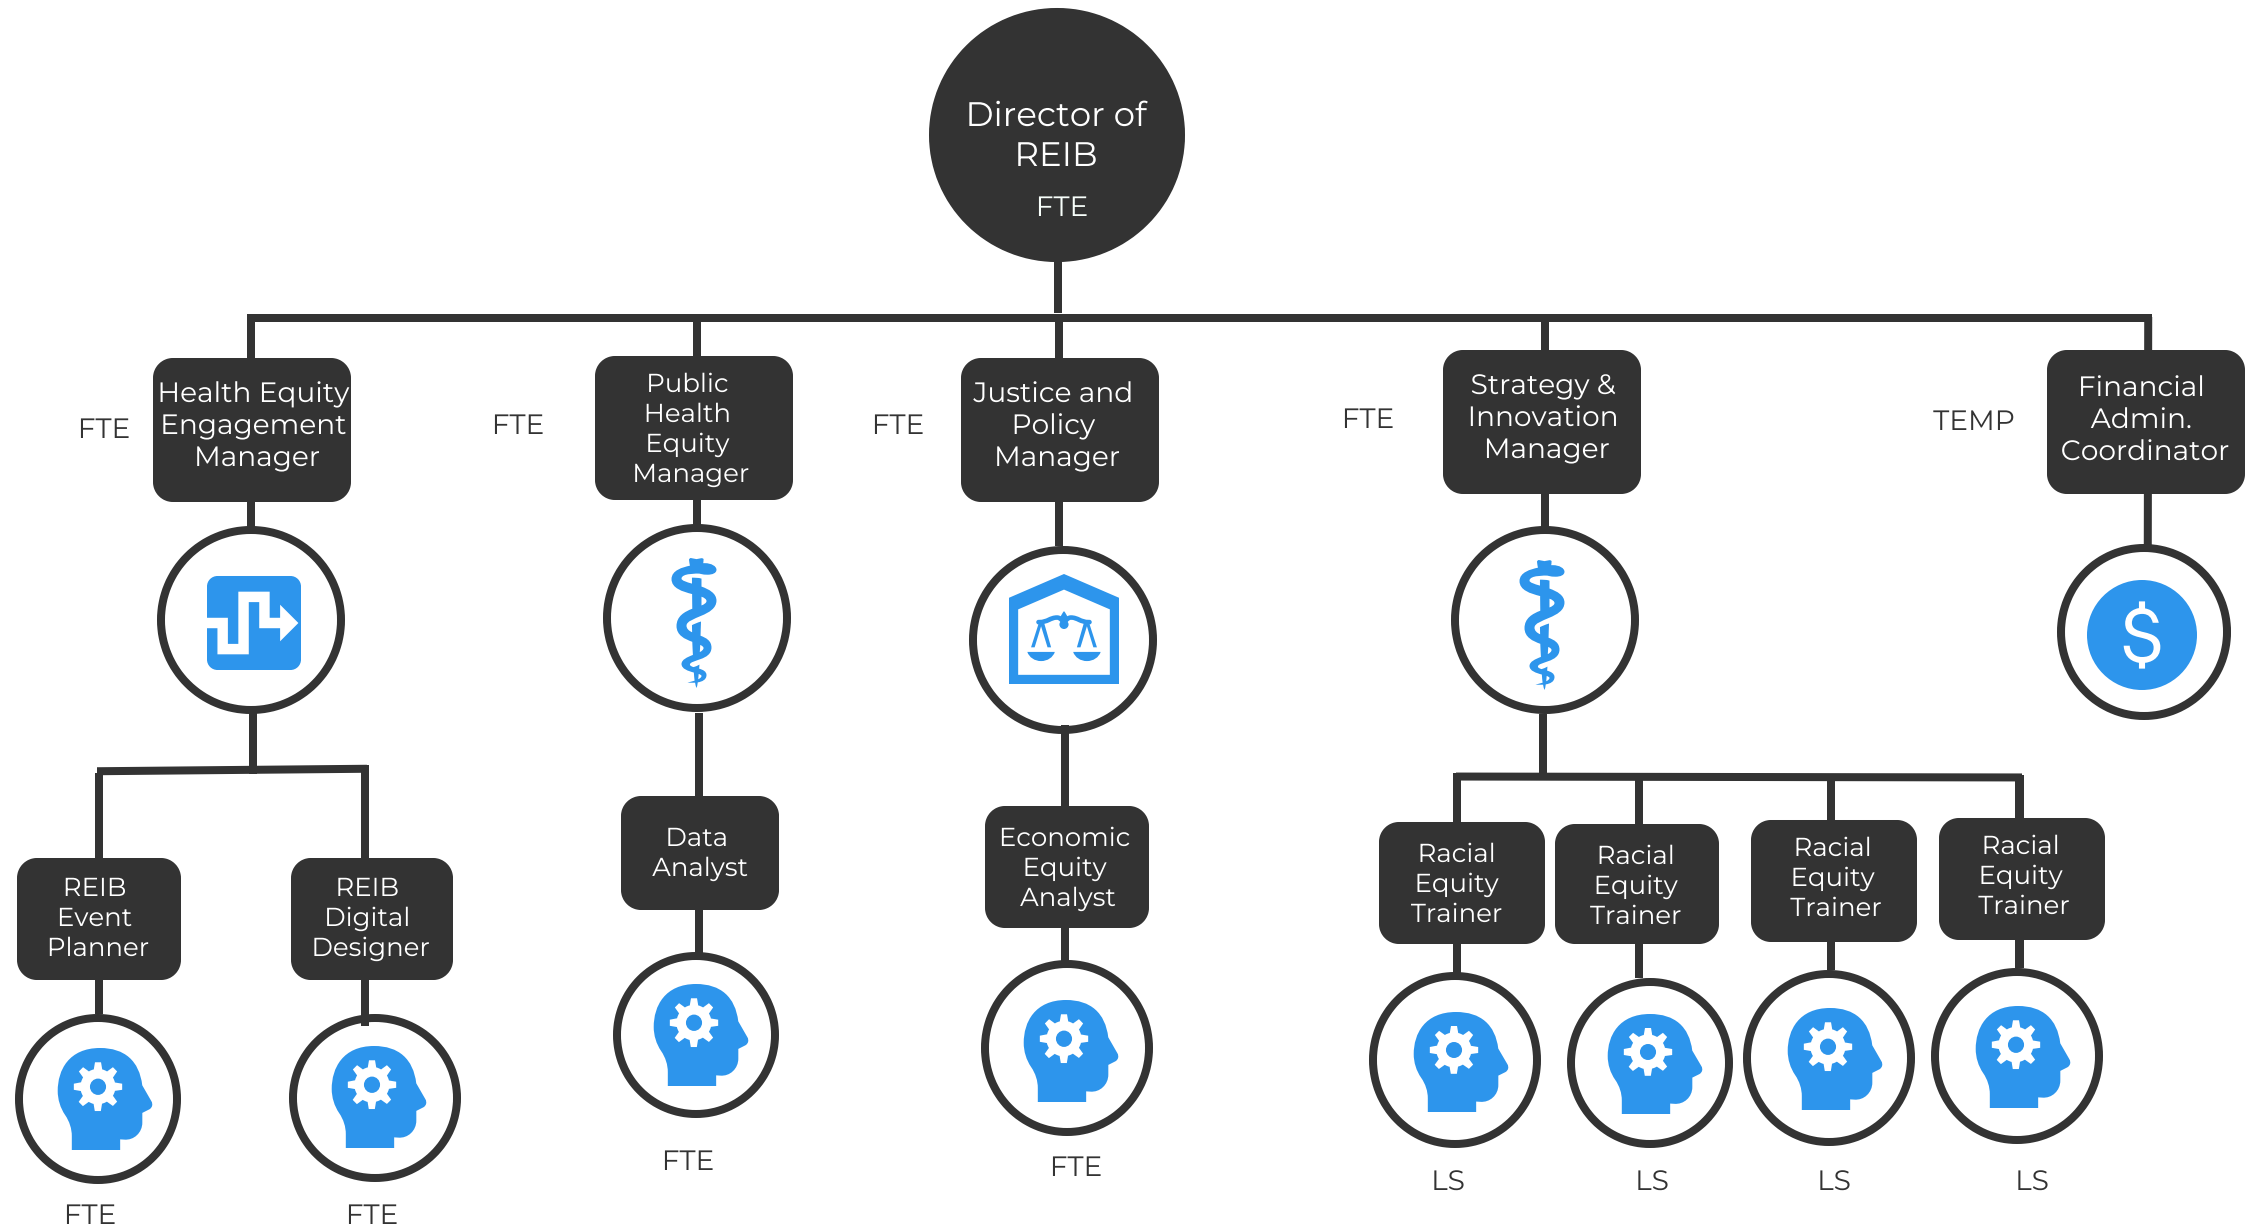 Director of
REIB
FTE
FTE
Health Equity
Engagement
Manager
FTE
Public
Health
Equity
Manager
FTE
Justice and
Policy
Manager
FTE
Strategy &
Innovation
Manager
TEMP
Financial
Admin.
Coordinator
$
REIB
Event
Planner
FTE
REIB
Digital
Designer
FTE
Data
Analyst
FTE
Economic
Equity
Analyst
FTE
Racial
Equity
Trainer
LS
Racial
Equity
Trainer
LS
Racial
Equity
Trainer
LS
Racial
Equity
Trainer
LS